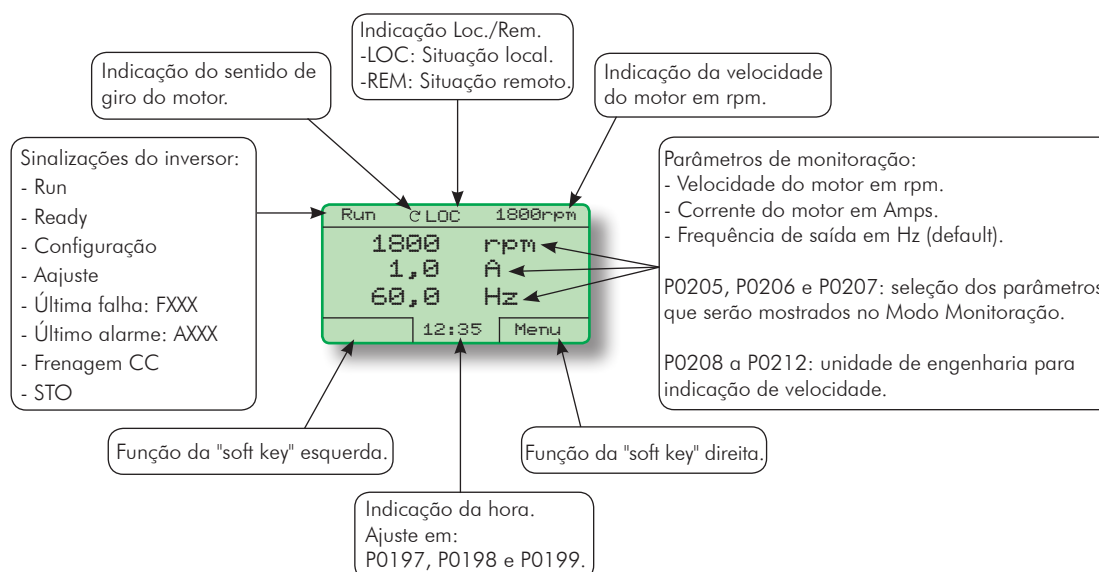 Indicação Loc./Rem.
-LOC: Situação local.
-REM: Situação remoto.
Indicação do sentido de
giro do motor.
Indicação da velocidade
do motor em rpm.
Sinalizações do inversor:
- Run
- Ready
- Configuração
- Aajuste
- Última falha: FXXX
- Último alarme: AXXX
- Frenagem CC
- STO
Run LOC 1800rpm
1800 rpm
1,0 A
60,0 Hz
12:35 Menu
Parâmetros de monitoração:
- Velocidade do motor em rpm.
- Corrente do motor em Amps.
- Frequência de saída em Hz (default).
P0205, P0206 e P0207: seleção dos parâmetros
que serão mostrados no Modo Monitoração.
P0208 a P0212: unidade de engenharia para
indicação de velocidade.
Função da "soft key" esquerda.
Função da "soft key" direita.
Indicação da hora.
Ajuste em:
P0197, P0198 e P0199.